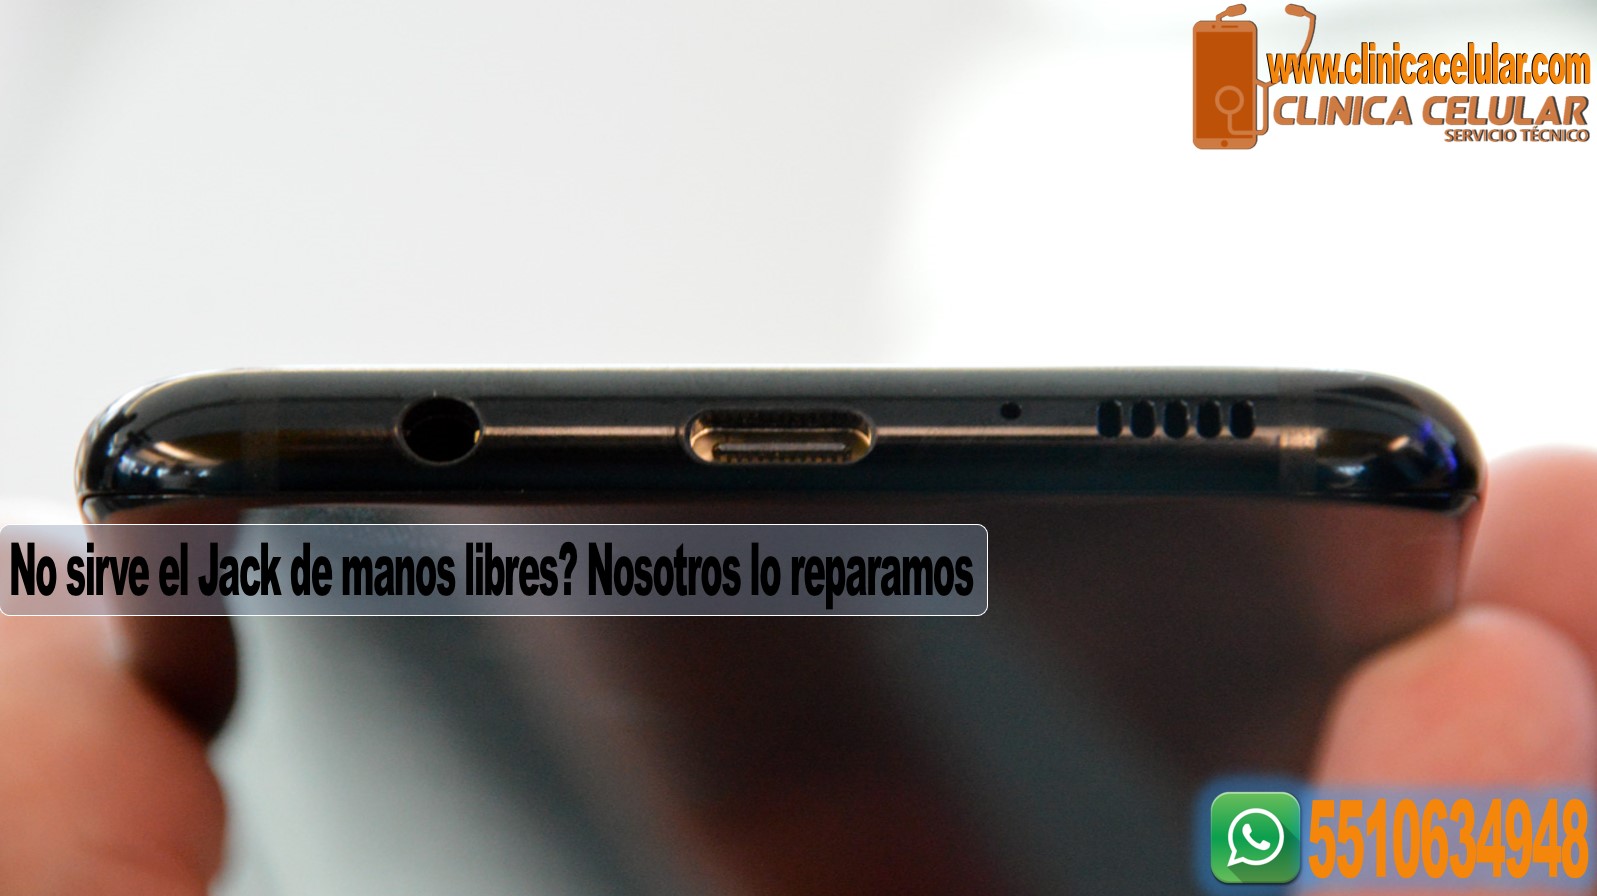 www.clinicacelular.com
CLINICA CELULAR
SERVICIO TÉCNICO
No sirve el Jack de manos libres? Nosotros lo reparamos
5510634948